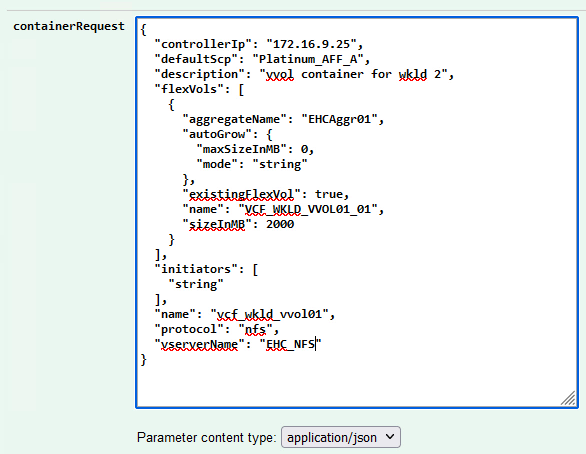 containerRequest
{
"controllerIp": "172.16.9.25",
"defaultScp": "Platinum_AFF_A",
"description": "vvol container for wkld 2",
"flexVols": [
{
"aggregateName": "EHCAggr01",
"autoGrow": {
"maxSizeInMB": 0,
"mode": "string"
},
"existingFlexVol": true,
"name": "VCF_WKLD_VVOL01_01",
"sizeInMB": 2000
}
],
"initiators": [
"string"
],
"name": "vcf_wkld_vvol01",
"protocol": "nfs",
"vserverName": "EHC_NFS"
}
Parameter content type: application/json